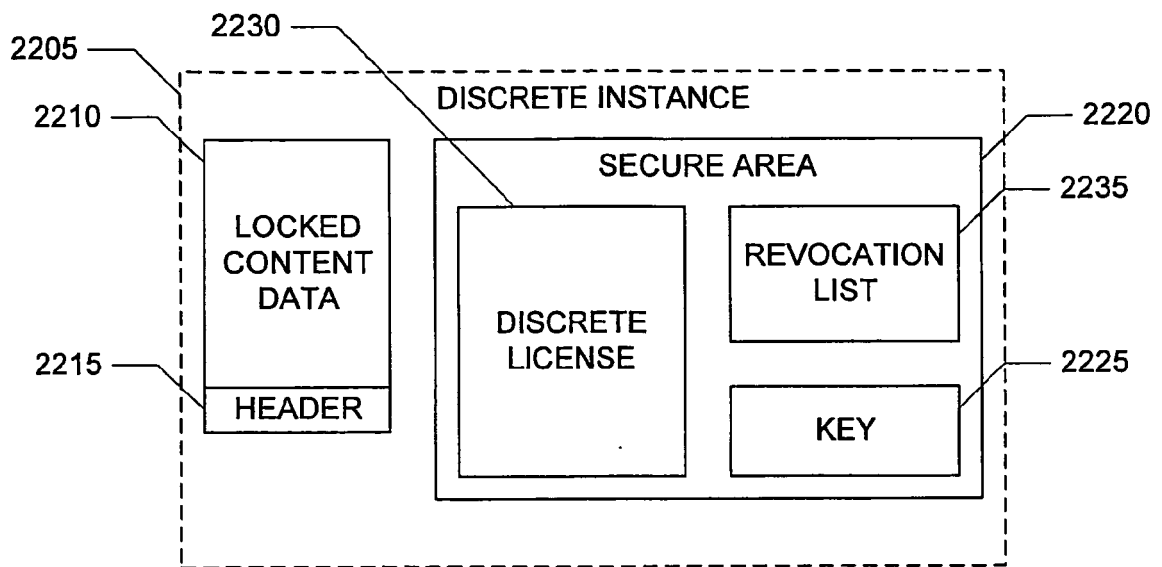 2230
2205
DISCRETE INSTANCE
2210
2220
SECURE AREA
2235
LOCKED
CONTENT
DATA
REVOCATION
LIST
DISCRETE
LICENSE
2215
2225
HEADER
KEY